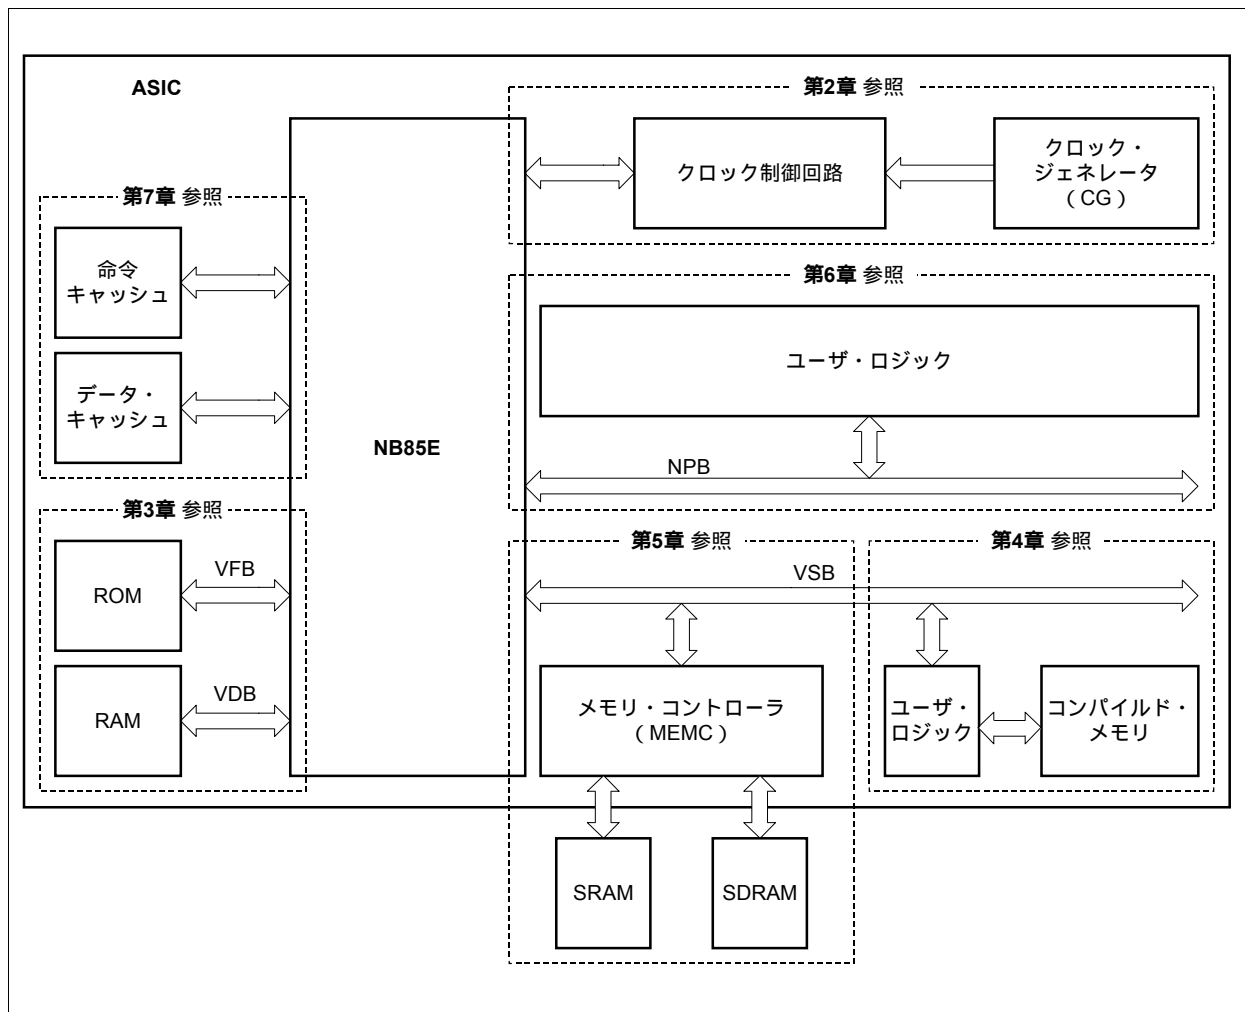 ASIC
第2章 参照
クロック制御回路
クロック・
ジェネレータ
（CG）
第7章 参照
命令
キャッシュ
データ・
キャッシュ
NB85E
第6章 参照
ユーザ・ロジック
NPB
第3章 参照
ROM
VFB
RAM
VDB
第5章 参照
第4章 参照
VSB
メモリ・コントローラ
（MEMC）
ユーザ・
ロジック
コンパイルド・
メモリ
SRAM
SDRAM